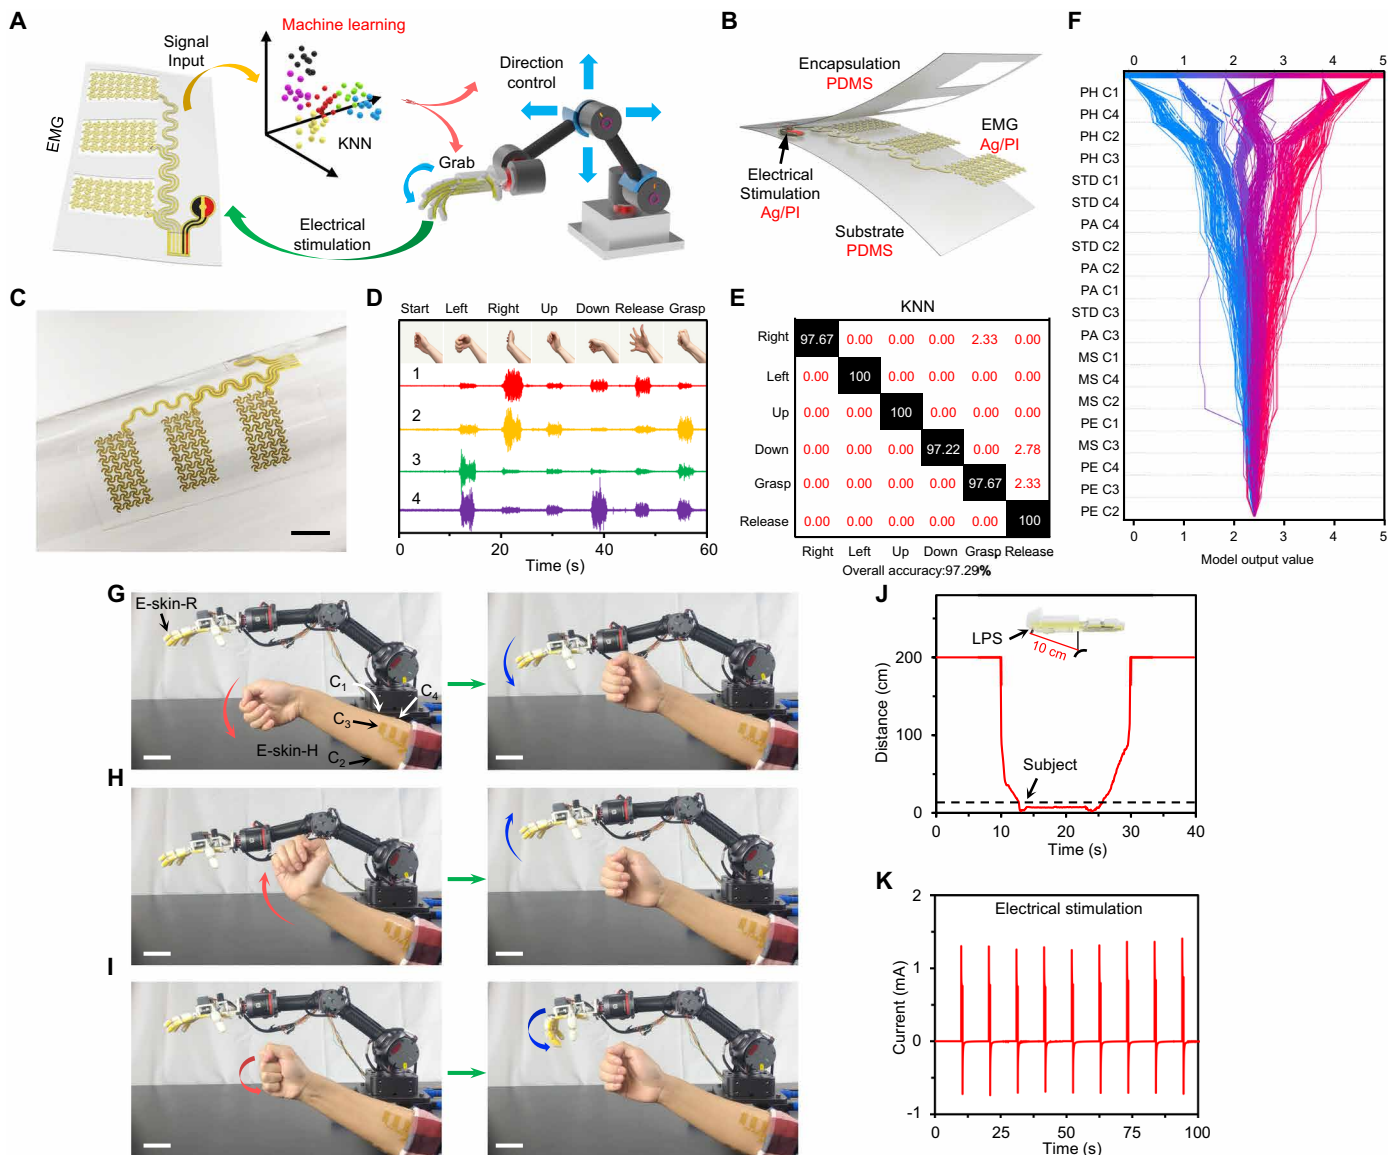 A
Signal
Input
Machine learning
EMG
KNN
Direction
control
Grab
Electrical
stimulation
B
Encapsulation
PDMS
EMG
Ag/PI
Electrical
Stimulation
Ag/PI
Substrate
PDMS
C
D
Start Left Right Up Down Release Grasp
1
2
3
4
0 20 40 60
Time (s)
E
KNN
Right 97.67 0.00 0.00 0.00 2.33 0.00
Left 0.00 100 0.00 0.00 0.00 0.00
Up 0.00 0.00 100 0.00 0.00 0.00
Down 0.00 0.00 0.00 97.22 0.00 2.78
Grasp 0.00 0.00 0.00 0.00 97.67 2.33
Release 0.00 0.00 0.00 0.00 0.00 100
Right Left Up Down Grasp Release
Overall accuracy:97.29%
F
0 1 2 3 4 5
PH C1
PH C4
PH C2
PH C3
STD C1
STD C4
PA C4
STD C2
PA C2
PA C1
STD C3
PA C3
MS C1
MS C4
MS C2
PE C1
MS C3
PE C4
PE C3
PE C2
0 1 2 3 4 5
Model output value
G
E-skin-R
C1
C4
C3
E-skin-H
C2
H
I
J
LPS
10 cm
200
100
0
Distance (cm)
Subject
0 10 20 30 40
Time (s)
K
Electrical stimulation
2
1
0
-1
Current (mA)
0 25 50 75 100
Time (s)